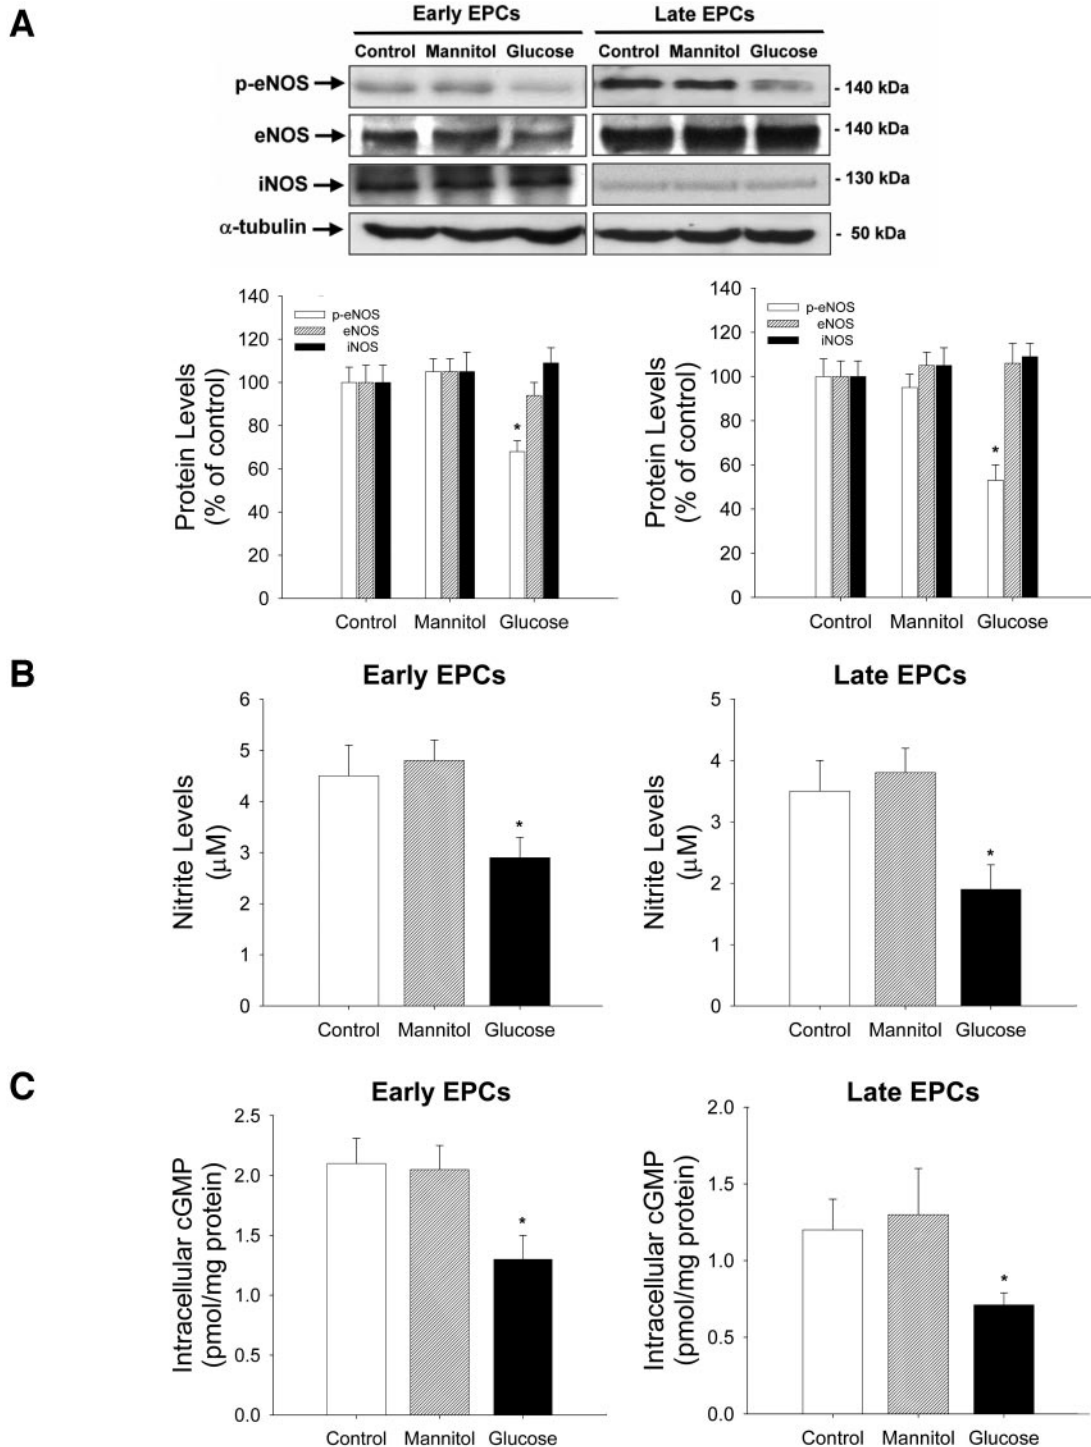 A
Early EPCs Late EPCs
Control Mannitol Glucose Control Mannitol Glucose
p-eNOS - 140 kDa
eNOS - 140 kDa
iNOS - 130 kDa
α-tubulin - 50 kDa
Protein Levels
(% of control)
140
120
100
80
60
40
20
0
p-eNOS
eNOS
iNOS
*
Control Mannitol Glucose
Protein Levels
(% of control)
140
120
100
80
60
40
20
0
p-eNOS
eNOS
iNOS
*
Control Mannitol Glucose
B
Early EPCs
Nitrite Levels
(μM)
6
5
4
3
2
1
0
*
Control Mannitol Glucose
Late EPCs
Nitrite Levels
(μM)
5
4
3
2
1
0
*
Control Mannitol Glucose
C
Early EPCs
Intracellular cGMP
(pmol/mg protein)
2.5
2.0
1.5
1.0
0.5
0.0
*
Control Mannitol Glucose
Late EPCs
Intracellular cGMP
(pmol/mg protein)
2.0
1.5
1.0
0.5
0.0
*
Control Mannitol Glucose